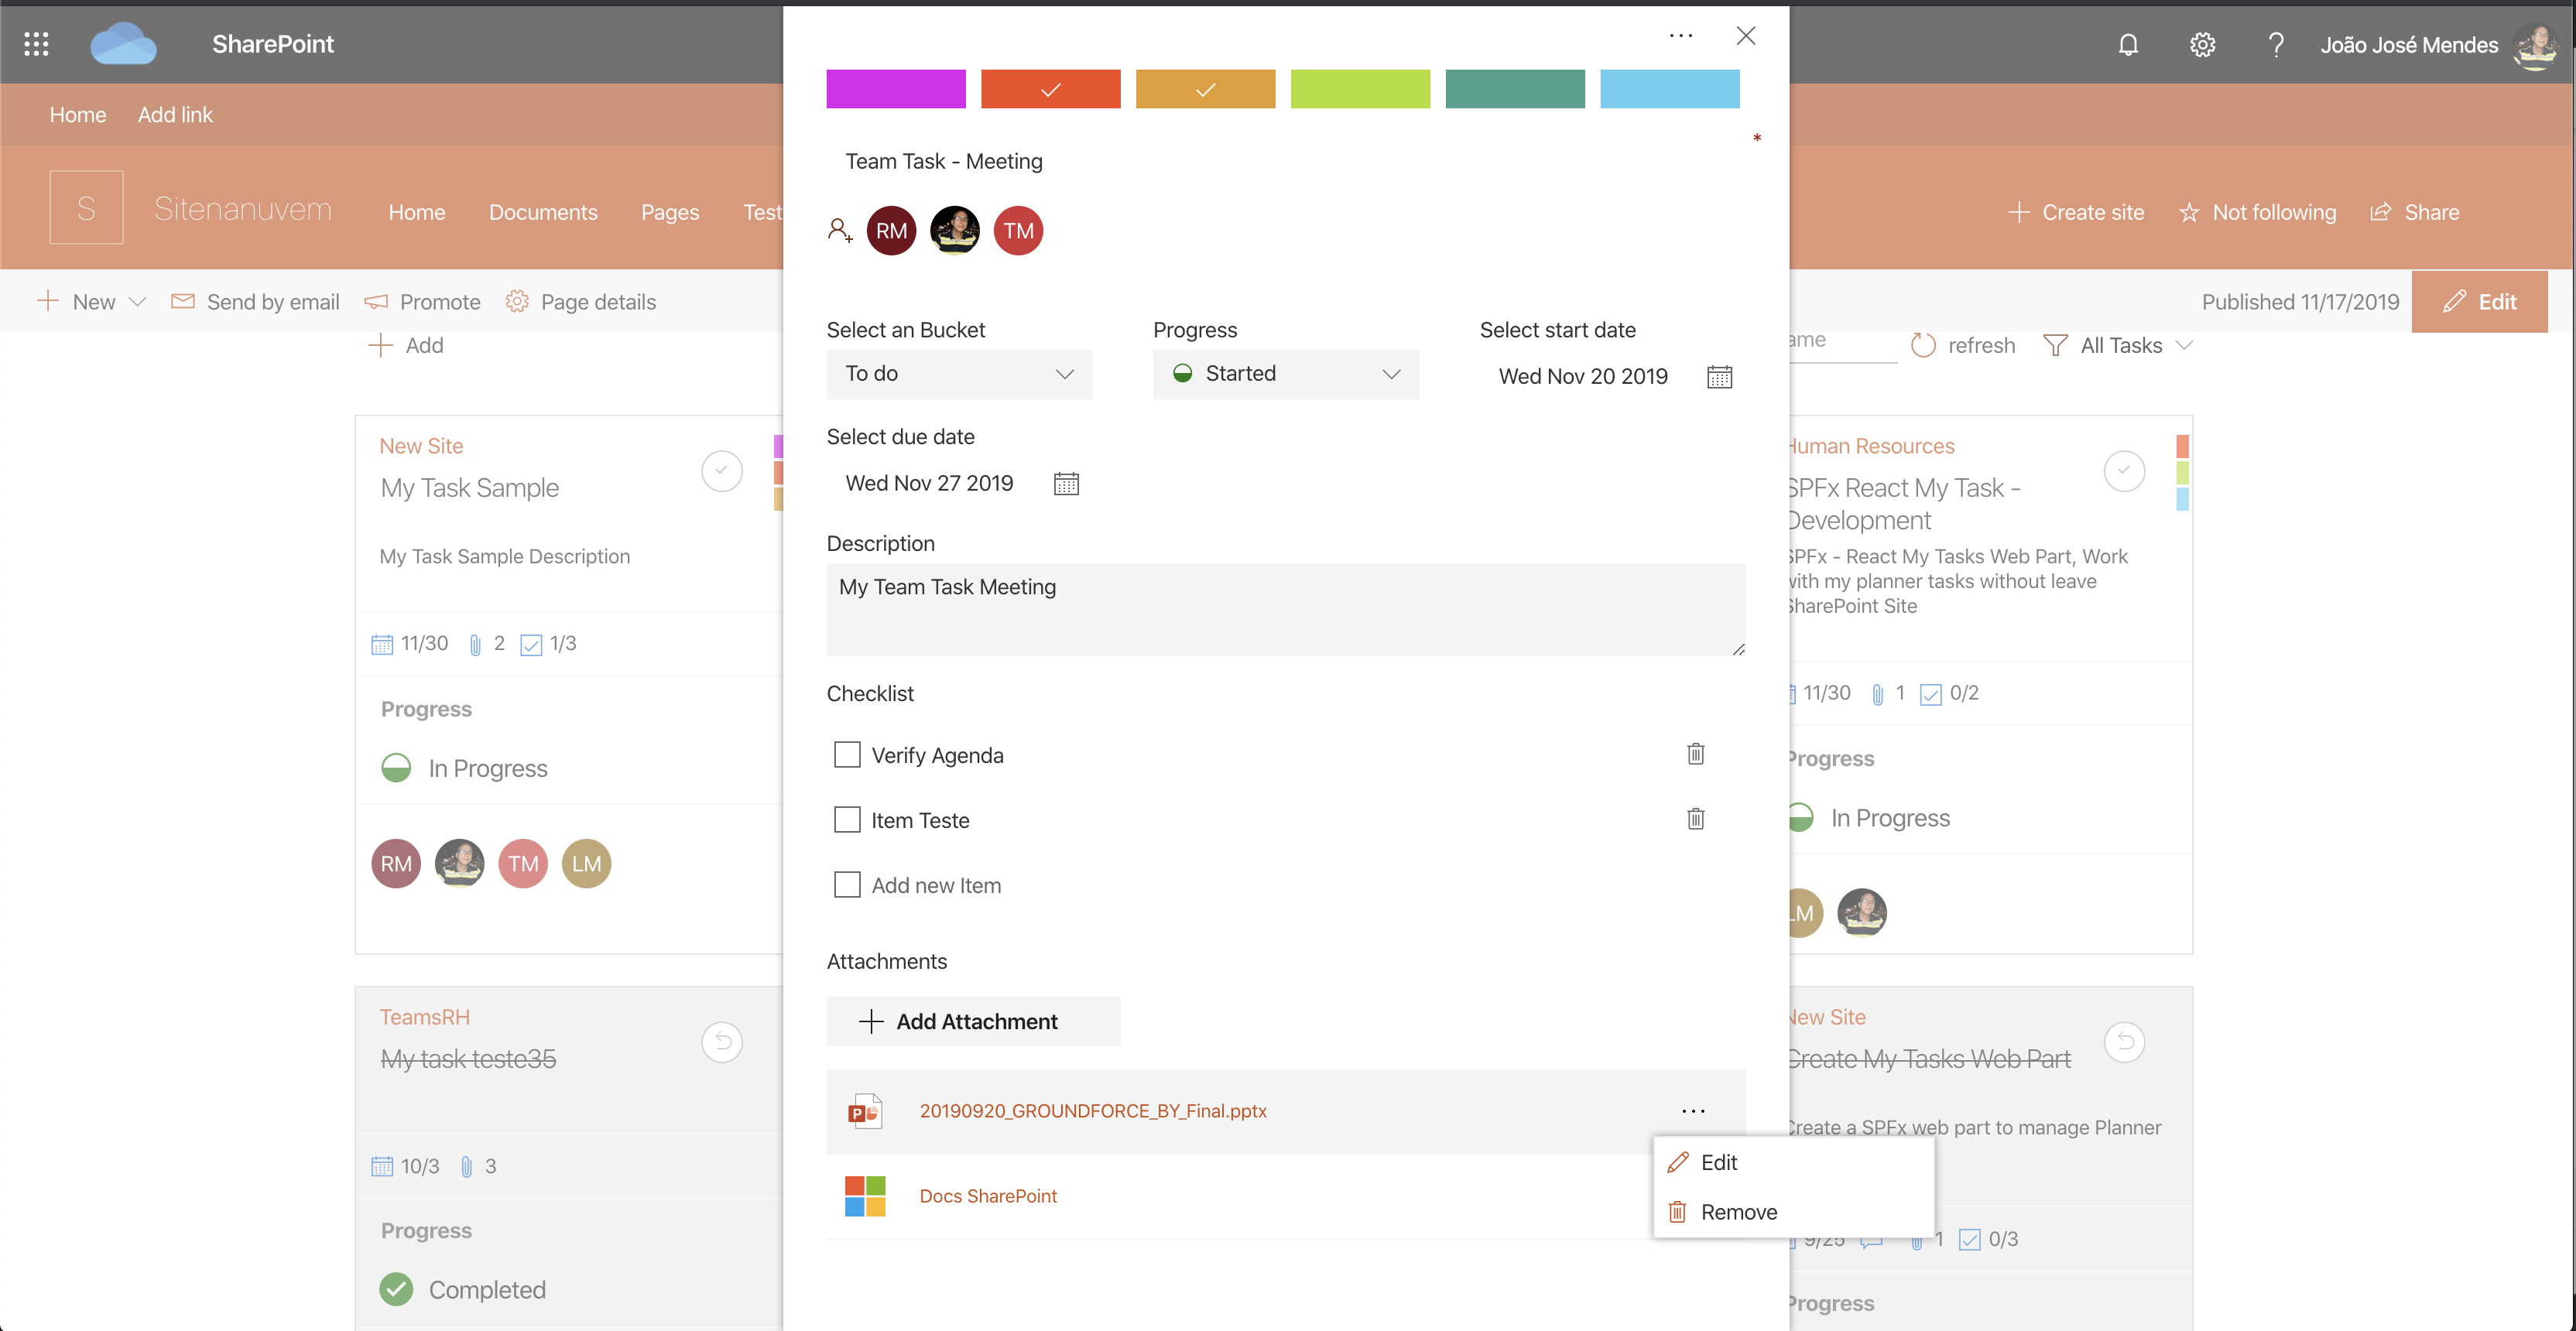 SharePoint
João José Mendes
Home Add link
*
Team Task - Meeting
S Sitenanuvem Home Documents Pages Test
Create site Not following Share
RM TM
New Send by email Promote Page details
Published 11/17/2019 Edit
Select an Bucket Progress Select start date
Add
ame refresh All Tasks
To do Started Wed Nov 20 2019
Select due date
Wed Nov 27 2019
New Site
My Task Sample
My Task Sample Description
11/30 2 1/3
Progress
In Progress
RM TM LM
Description
My Team Task Meeting
Checklist
Verify Agenda
Item Teste
Add new Item
Attachments
Add Attachment
20190920_GROUNDFORCE_BY_Final.pptx
Docs SharePoint
Edit
Remove
Human Resources
SPFx React My Task -
Development
SPFx - React My Tasks Web Part, Work
with my planner tasks without leave
SharePoint Site
11/30 1 0/2
Progress
In Progress
LM
TeamsRH
My task teste35
10/3 3
Progress
Completed
New Site
Create My Tasks Web Part
Create a SPFx web part to manage Planner
9/25 1 0/3
Progress